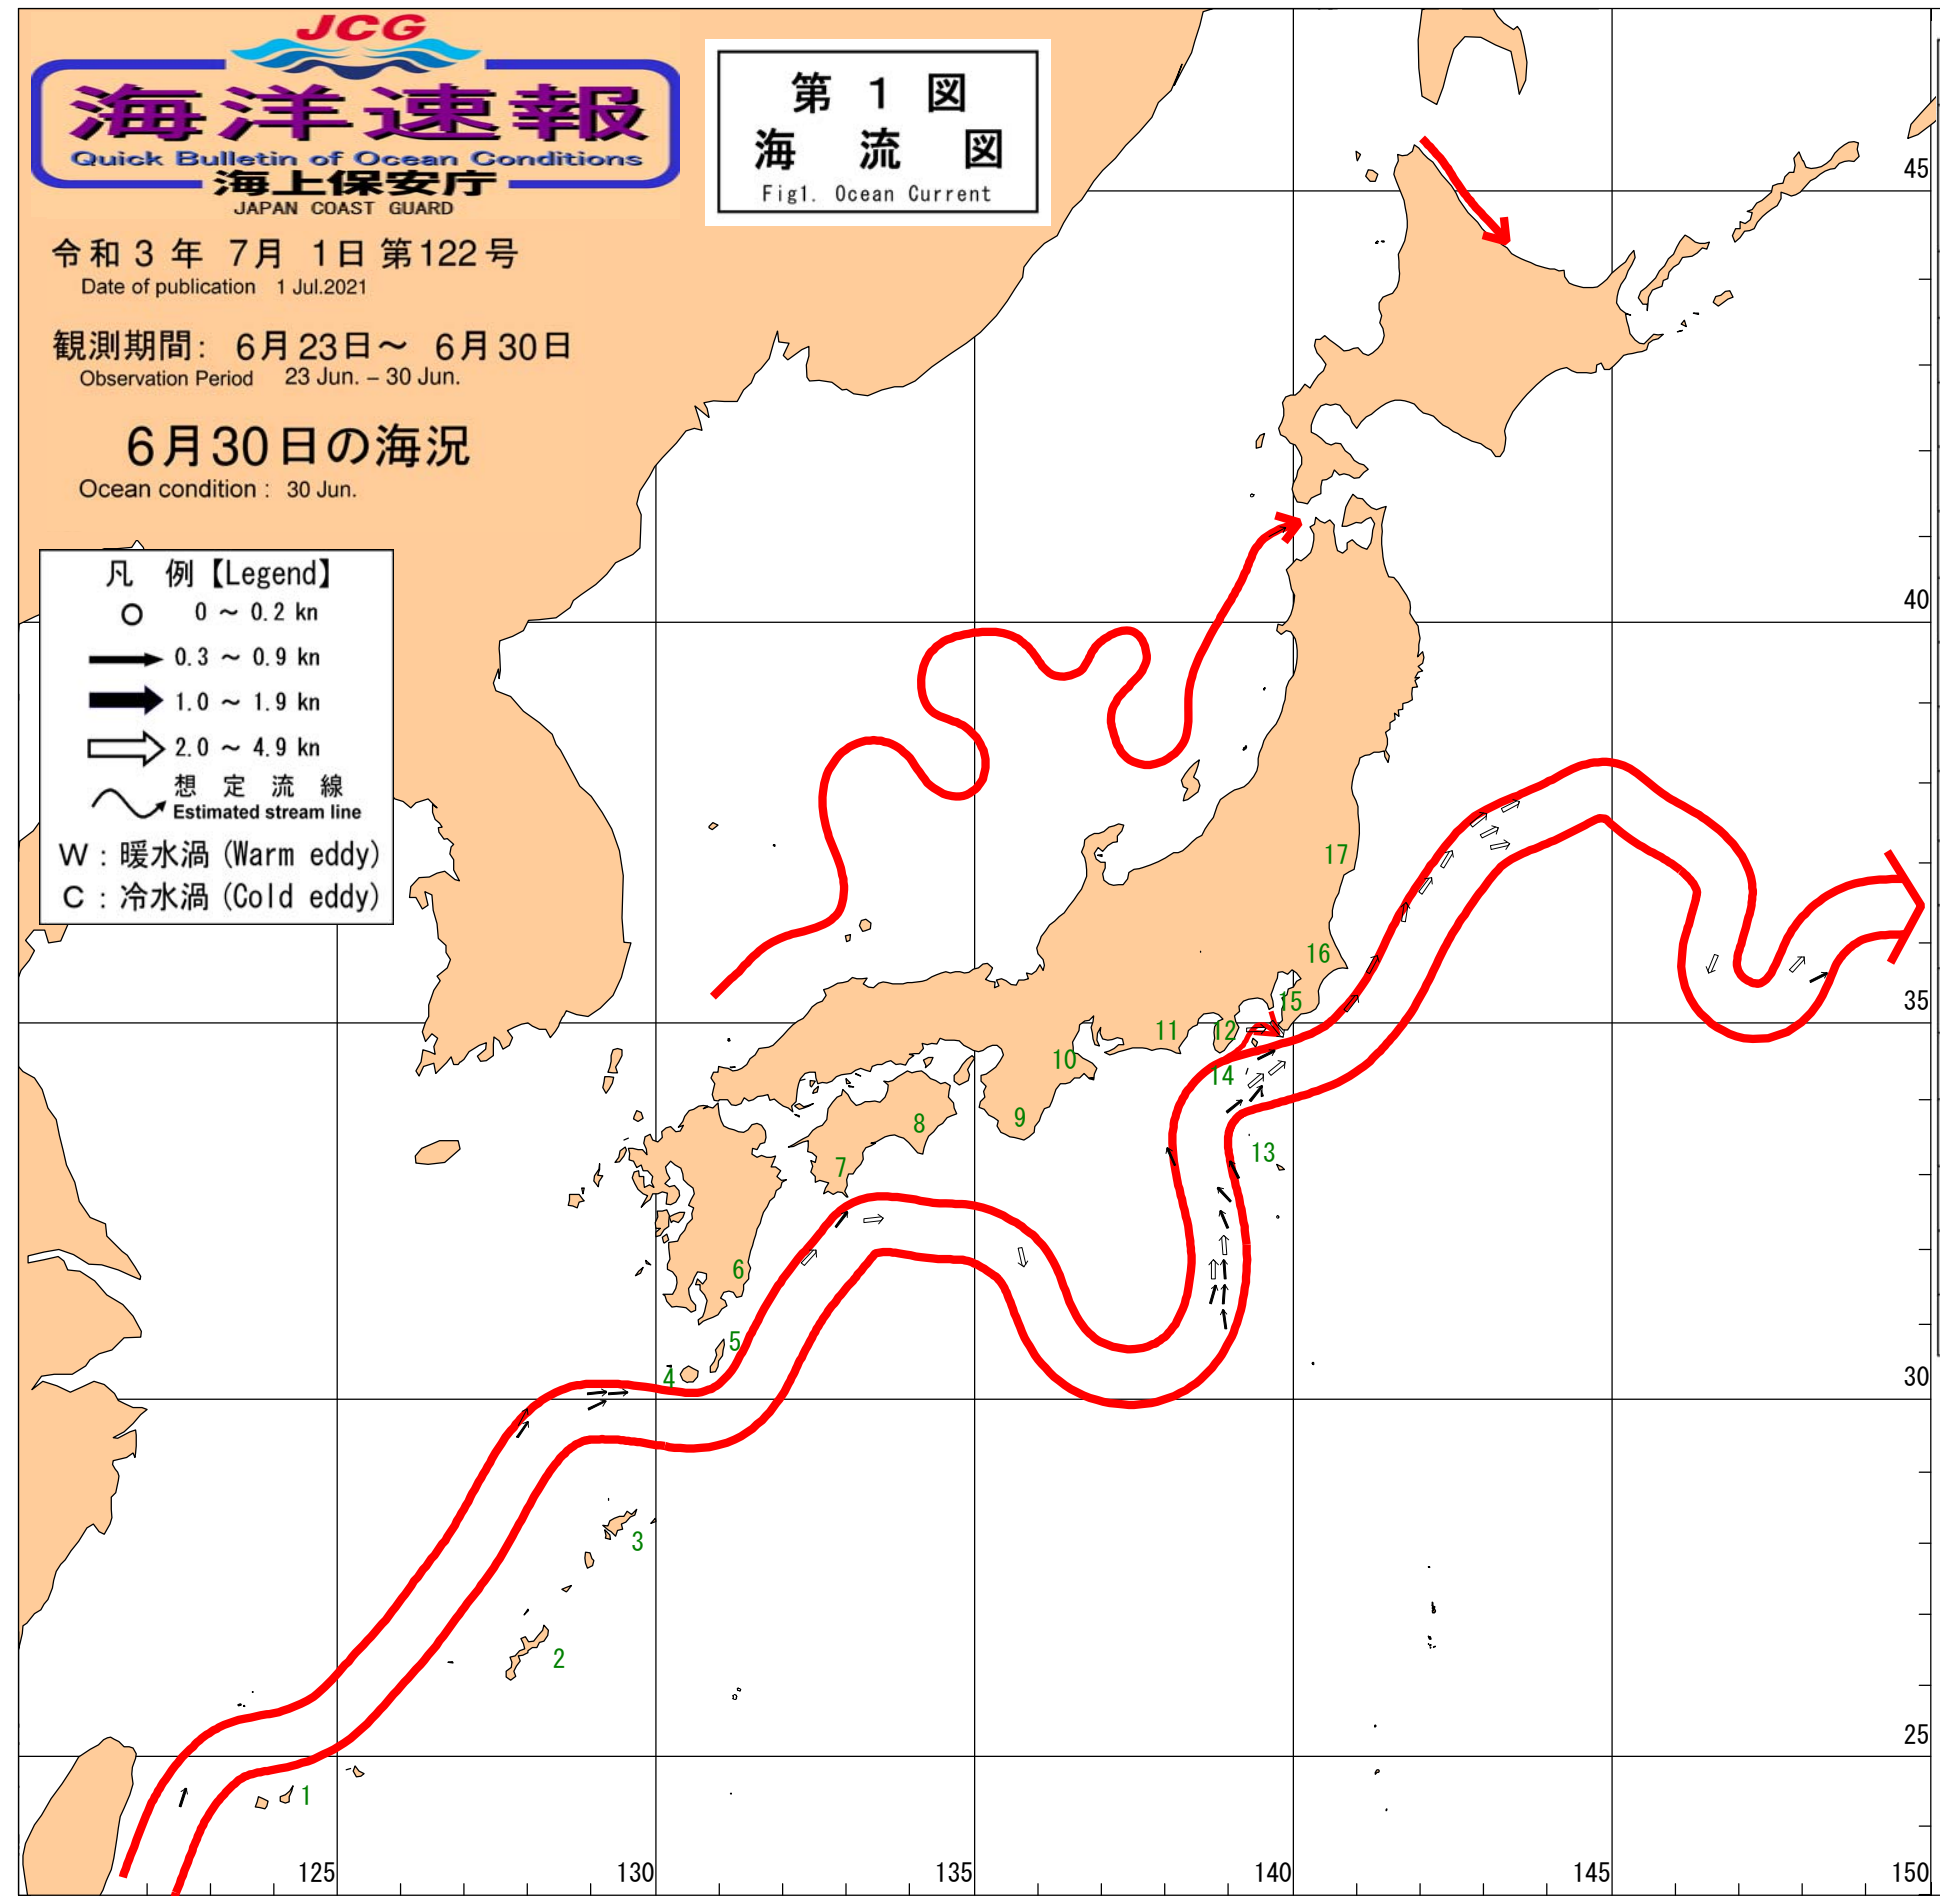 JCG
海洋速報
Quick Bulletin of Ocean Conditions
海上保安庁
JAPAN COAST GUARD
第 1 図
海 流 図
Fig1. Ocean Current
令和 3 年 7月 1日 第122号
Date of publication 1 Jul.2021
観測期間: 6月23日～ 6月30日
Observation Period 23 Jun. – 30 Jun.
6月30日の海況
Ocean condition : 30 Jun.
凡 例【Legend】
0 ～ 0.2 kn
0.3 ～ 0.9 kn
1.0 ～ 1.9 kn
2.0 ～ 4.9 kn
想 定 流 線
Estimated stream line
W : 暖水渦 (Warm eddy)
C : 冷水渦 (Cold eddy)
45
40
35
30
25
17
16
15
12
11
10
14
9
8
13
7
6
5
4
3
2
1
125
130
135
140
145
150